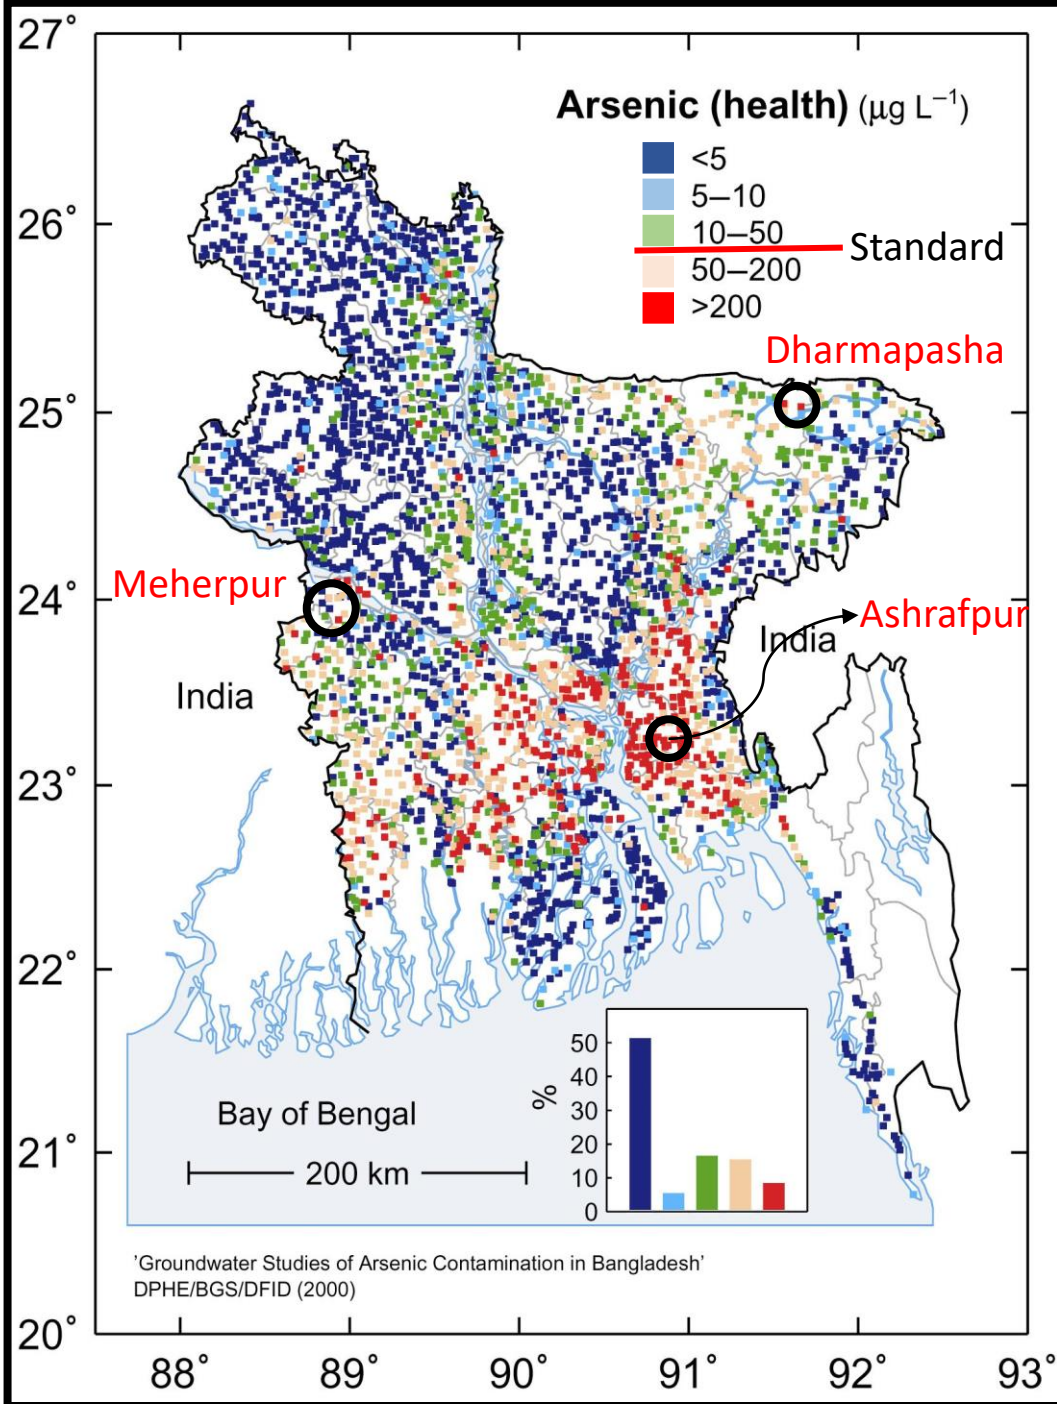 27°
26°
25°
24°
23°
22°
21°
20°
88°
89°
90°
91°
92°
93°
Arsenic (health) (μg L⁻¹)
<5
5–10
10–50
Standard
50–200
>200
Dharmapasha
Meherpur
Ashrafpur
India
India
Bay of Bengal
200 km
%
50
40
30
20
10
0
'Groundwater Studies of Arsenic Contamination in Bangladesh'
DPHE/BGS/DFID (2000)